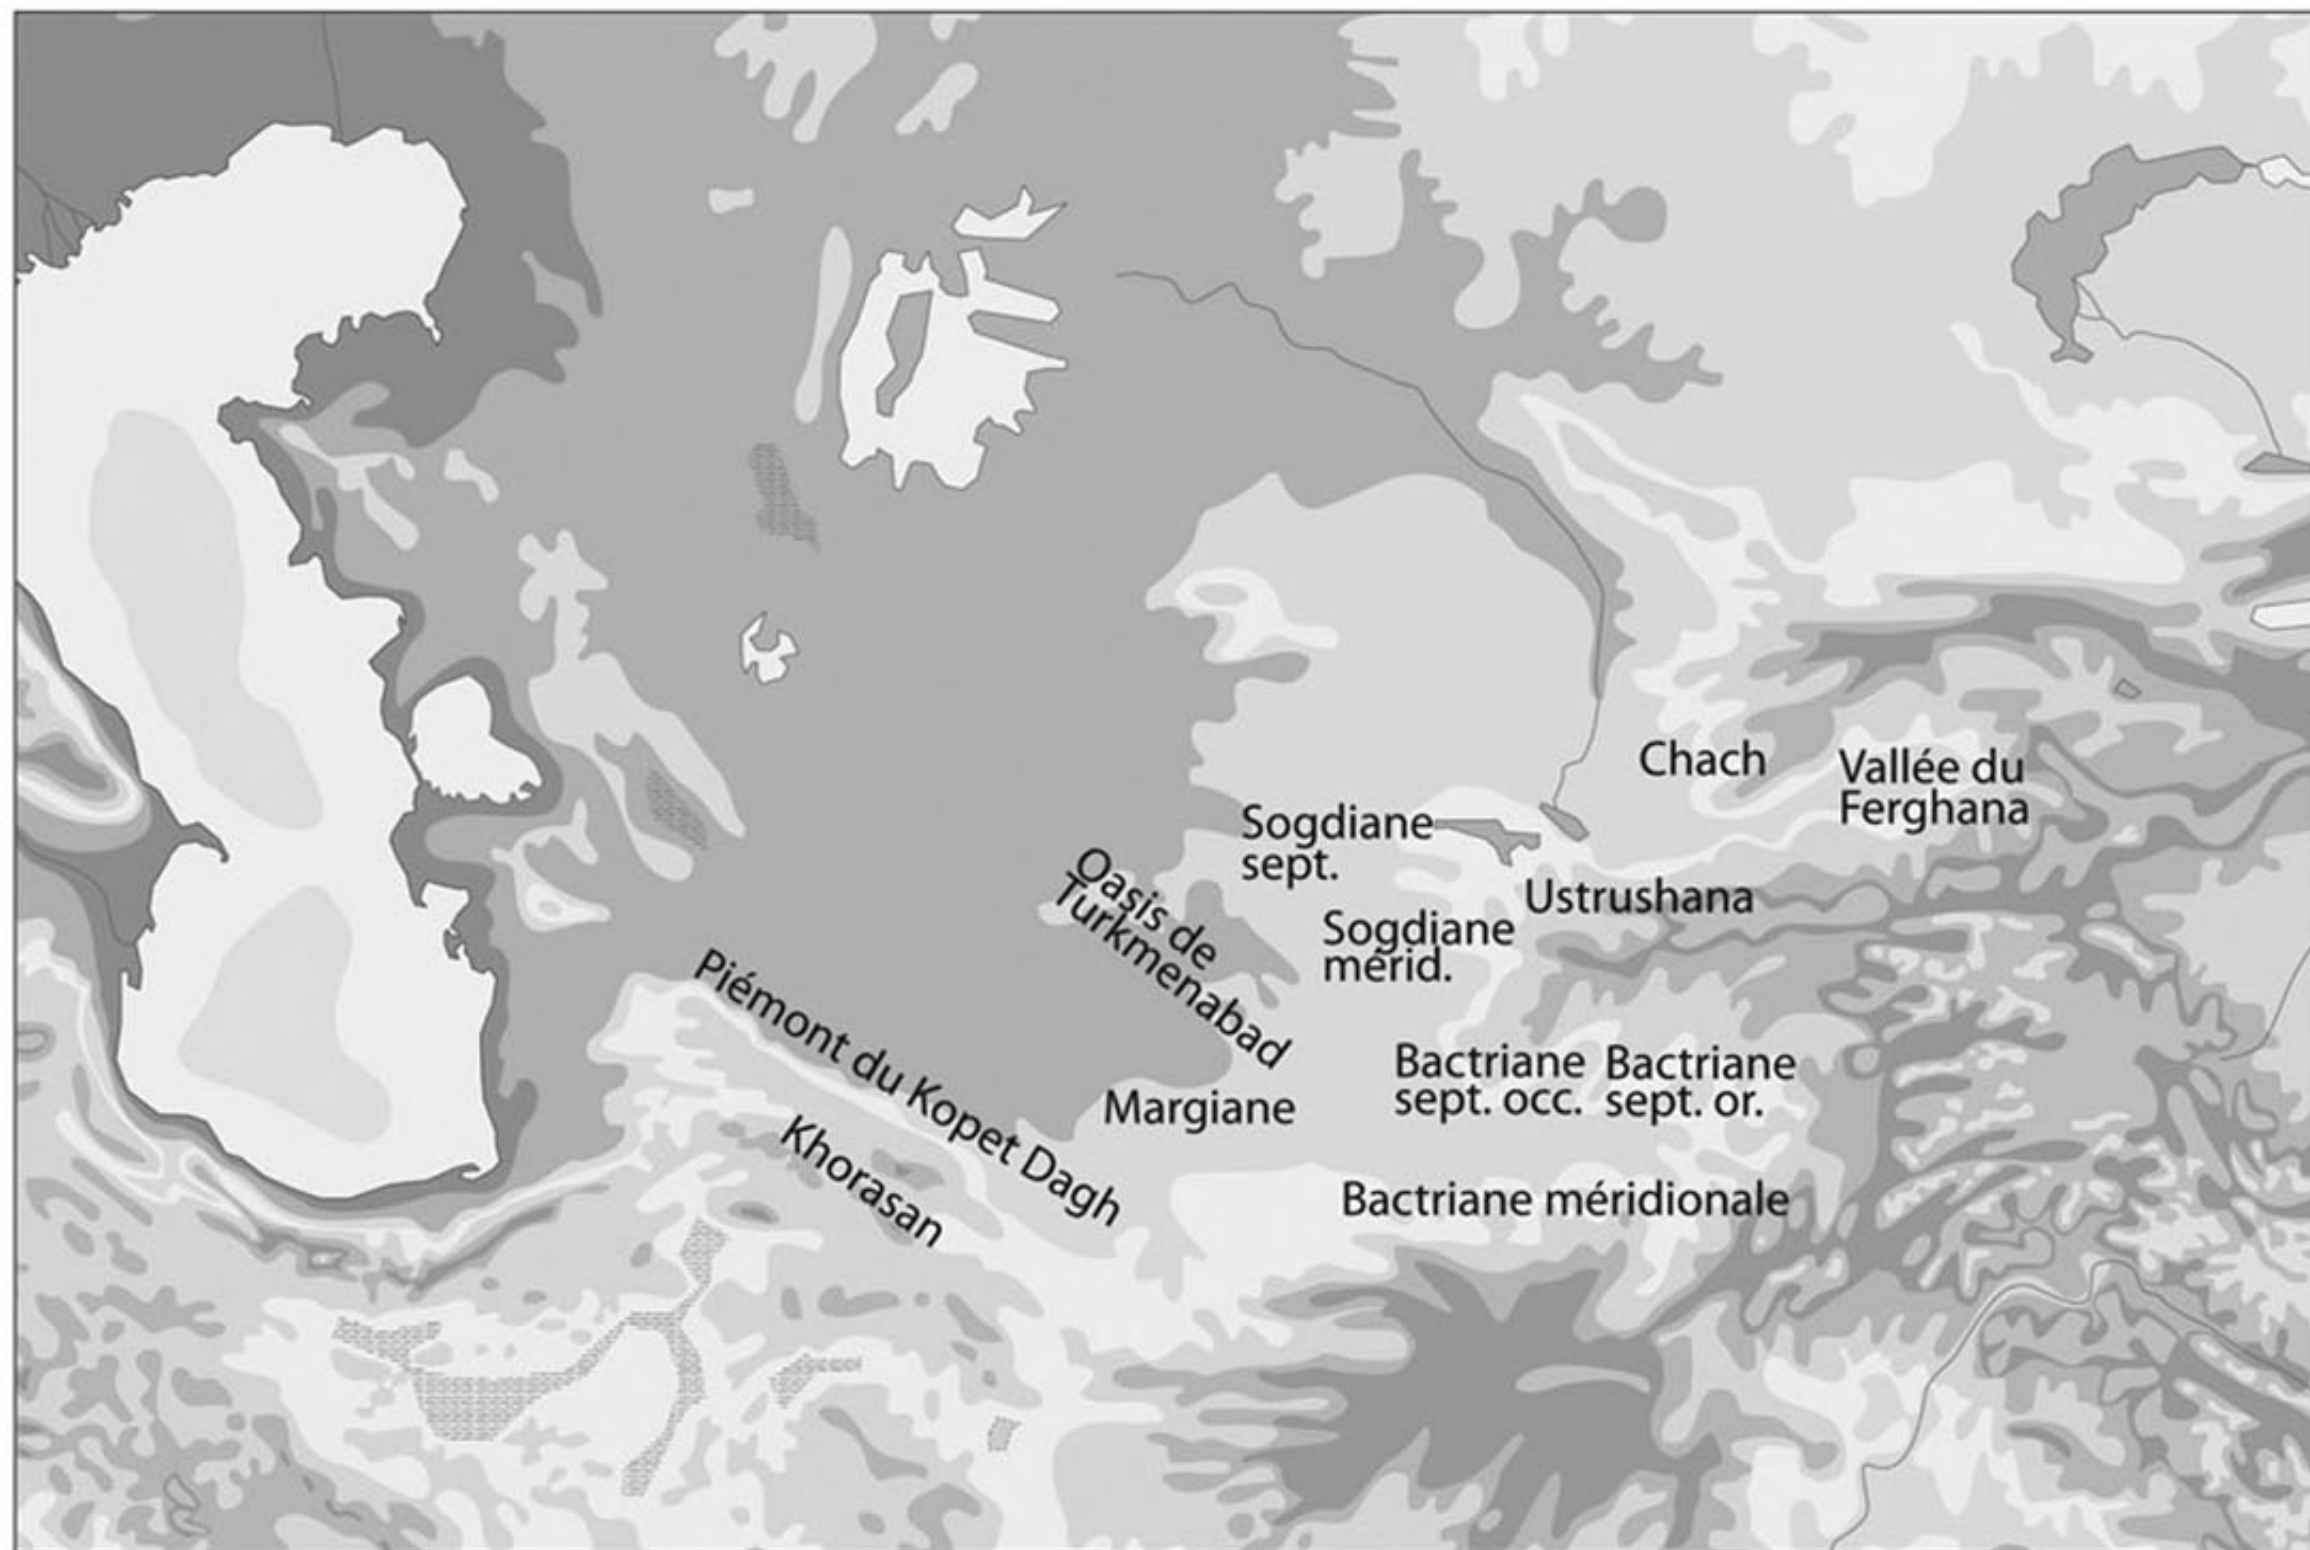 Chach
Vallée du
Ferghana
Sogdiane
sept.
Oasis de
Turkmenabad
Ustrushana
Sogdiane
mérid.
Piémont du Kopet Dagh
Bactriane
sept. occ.
Bactriane
sept. or.
Margiane
Khorasan
Bactriane méridionale